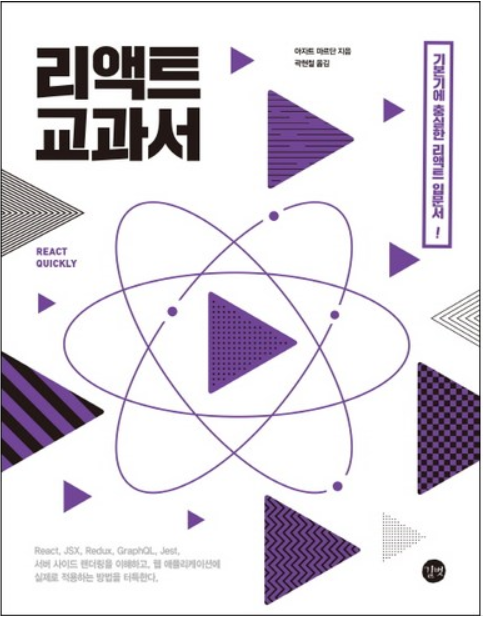 리액트
교과서
아자트 마르단 지음
곽현철 옮김
기본기에 충실한 리액트 입문서!
REACT
QUICKLY
React, JSX, Redux, GraphQL, Jest,
서버 사이드 렌더링을 이해하고, 웹 애플리케이션에
실제로 적용하는 방법을 터득한다.
길벗